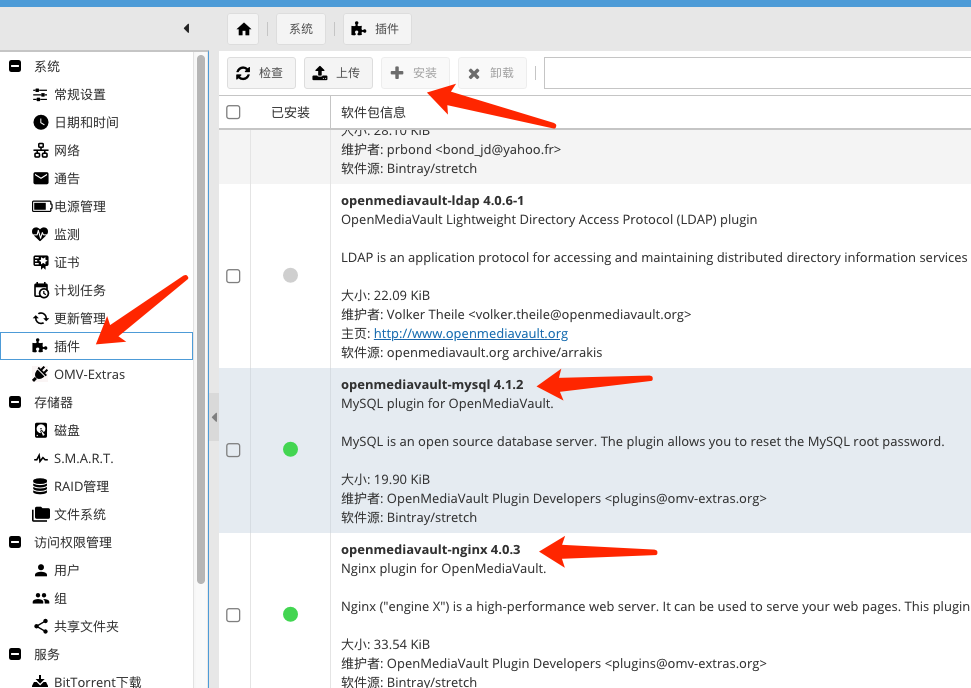 系统
插件
检查
上传
安装
卸载
已安装
软件包信息
系统
常规设置
日期和时间
网络
通告
电源管理
监测
证书
计划任务
更新管理
插件
OMV-Extras
存储器
磁盘
S.M.A.R.T.
RAID管理
文件系统
访问权限管理
用户
组
共享文件夹
服务
BitTorrent下载
大小: 28.10 KiB
维护者: prbond <bond_jd@yahoo.fr>
软件源: Bintray/stretch
openmediavault-ldap 4.0.6-1
OpenMediaVault Lightweight Directory Access Protocol (LDAP) plugin
LDAP is an application protocol for accessing and maintaining distributed directory information services
大小: 22.09 KiB
维护者: Volker Theile <volker.theile@openmediavault.org>
主页: http://www.openmediavault.org
软件源: openmediavault.org archive/arrakis
openmediavault-mysql 4.1.2
MySQL plugin for OpenMediaVault.
MySQL is an open source database server. The plugin allows you to reset the MySQL root password.
大小: 19.90 KiB
维护者: OpenMediaVault Plugin Developers <plugins@omv-extras.org>
软件源: Bintray/stretch
openmediavault-nginx 4.0.3
Nginx plugin for OpenMediaVault.
Nginx ("engine X") is a high-performance web server. It can be used to serve your web pages. This plugin
大小: 33.54 KiB
维护者: OpenMediaVault Plugin Developers <plugins@omv-extras.org>
软件源: Bintray/stretch